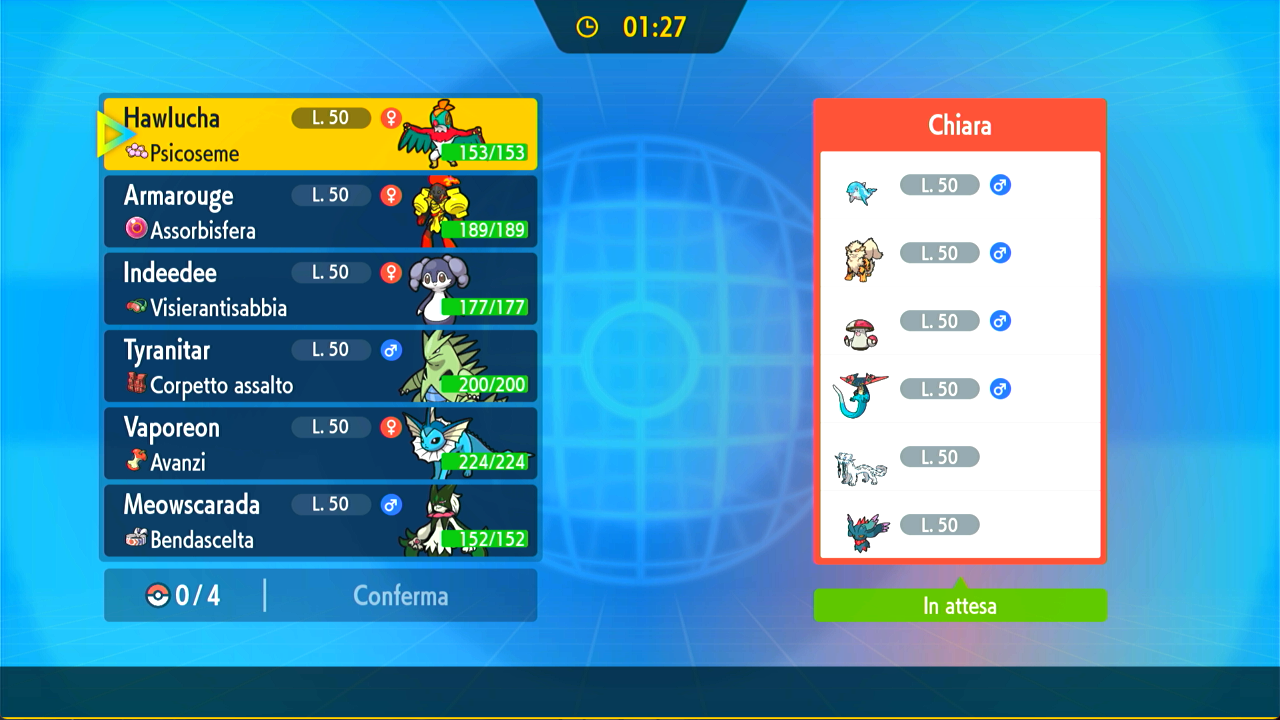 01:27
Hawlucha L. 50 ♀
Psicoseme 153/153
Armarouge L. 50 ♀
Assorbisfera 189/189
Indeedee L. 50 ♀
Visierantisabbia 177/177
Tyranitar L. 50 ♂
Corpetto assalto 200/200
Vaporeon L. 50 ♀
Avanzi 224/224
Meowscarada L. 50 ♂
Bendascelta 152/152
0/4 Conferma
Chiara
L. 50 ♂
L. 50 ♂
L. 50 ♂
L. 50 ♂
L. 50
L. 50
In attesa